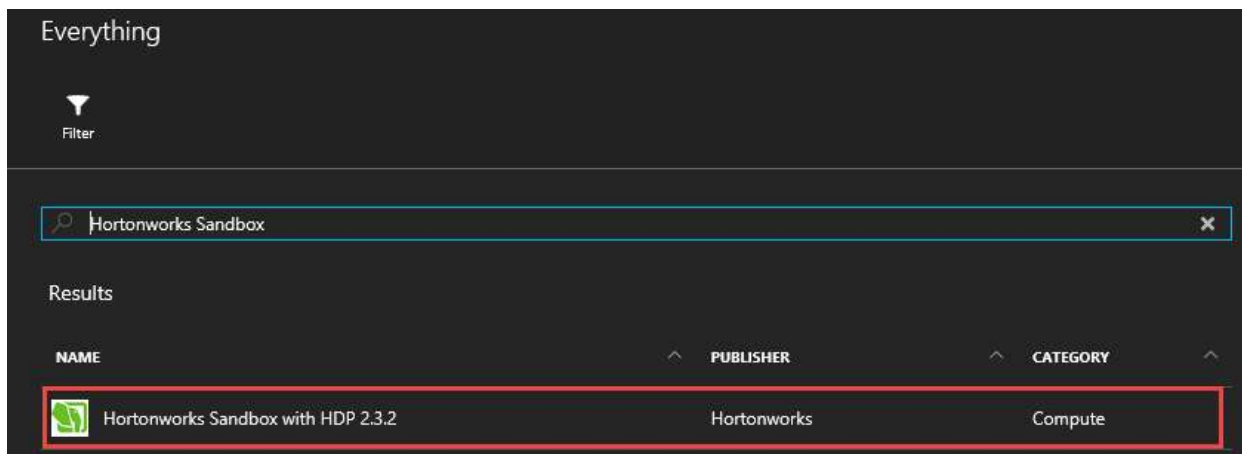 Everything
Filter
Hortonworks Sandbox
Results
NAME PUBLISHER CATEGORY
Hortonworks Sandbox with HDP 2.3.2 Hortonworks Compute